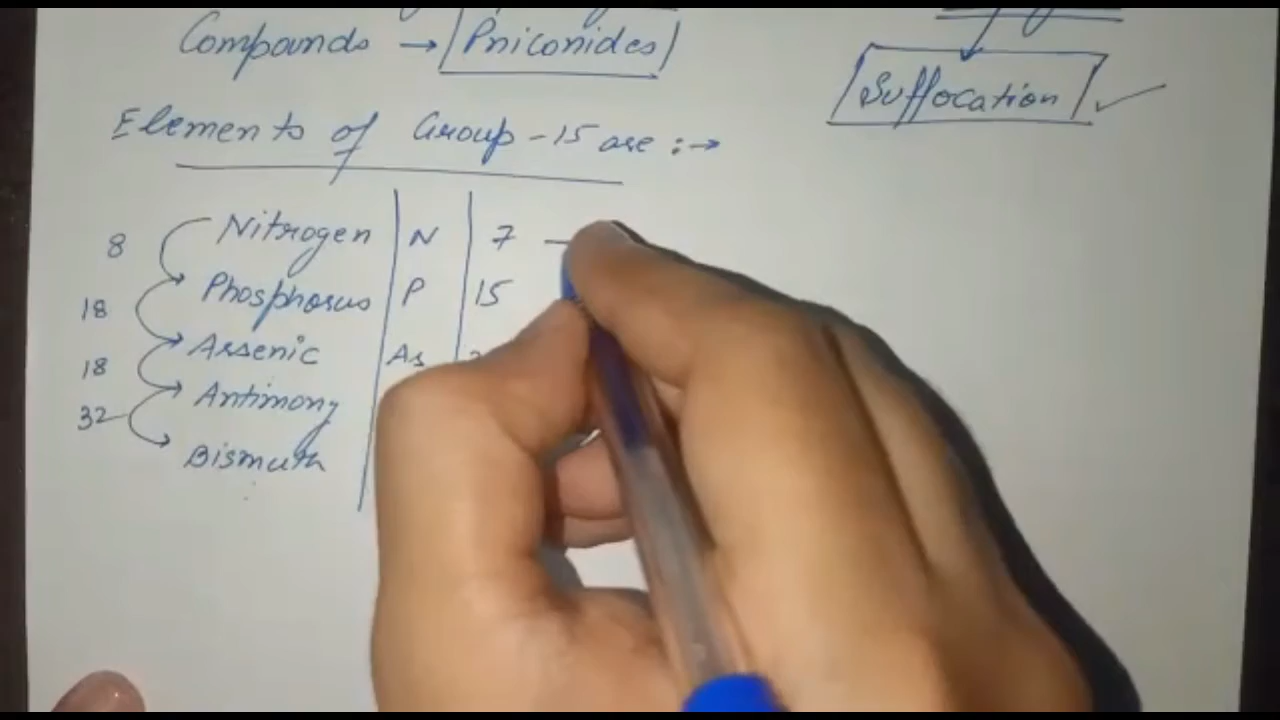 Compounds → Pniconides
Suffocation ✓
Elements of Group-15 are :→
8 Nitrogen N 7 –
18 Phosphorus P 15
18 Arsenic As
32 Antimony
Bismuth